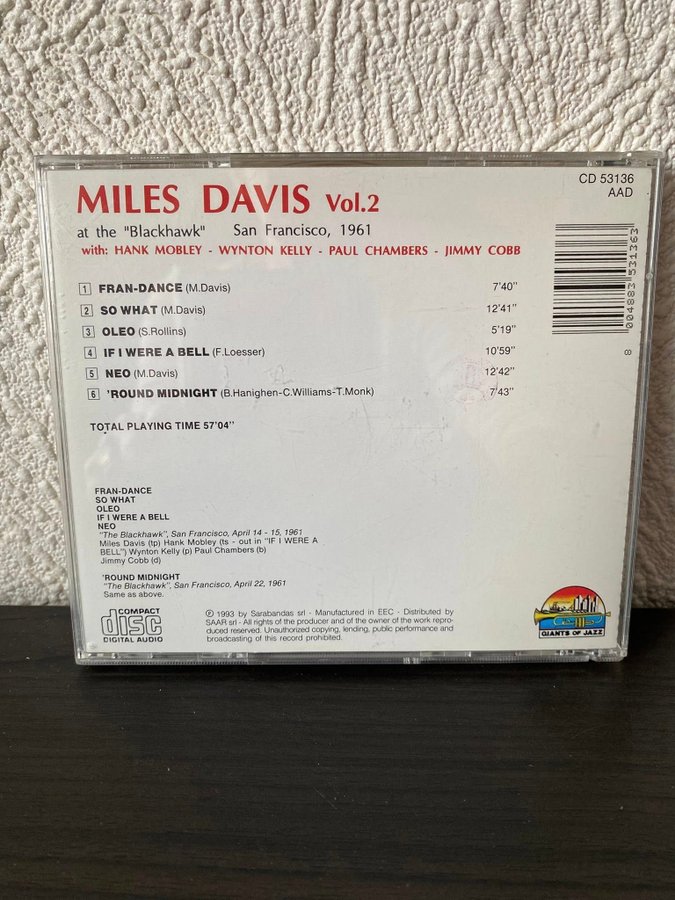 MILES DAVIS Vol.2
at the "Blackhawk" San Francisco, 1961
with: HANK MOBLEY - WYNTON KELLY - PAUL CHAMBERS - JIMMY COBB
CD 53136
AAD
1 FRAN-DANCE (M.Davis) 7'40"
2 SO WHAT (M.Davis) 12'41"
3 OLEO (S.Rollins) 5'19"
4 IF I WERE A BELL (F.Loesser) 10'59"
5 NEO (M.Davis) 12'42"
6 'ROUND MIDNIGHT (B.Hanighen-C.Williams-T.Monk) 7'43"
TOTAL PLAYING TIME 57'04"
8 004883 531363
FRAN-DANCE
SO WHAT
OLEO
IF I WERE A BELL
NEO
"The Blackhawk", San Francisco, April 14 - 15, 1961
Miles Davis (tp) Hank Mobley (ts - out in "IF I WERE A
BELL") Wynton Kelly (p) Paul Chambers (b)
Jimmy Cobb (d)
'ROUND MIDNIGHT
"The Blackhawk", San Francisco, April 22, 1961
Same as above.
COMPACT
disc
DIGITAL AUDIO
℗ 1993 by Sarabandas srl - Manufactured in EEC - Distributed by
SAAR srl - All rights of the producer and of the owner of the work repro-
duced reserved. Unauthorized copying, lending, public performance and
broadcasting of this record prohibited.
GIANTS OF JAZZ